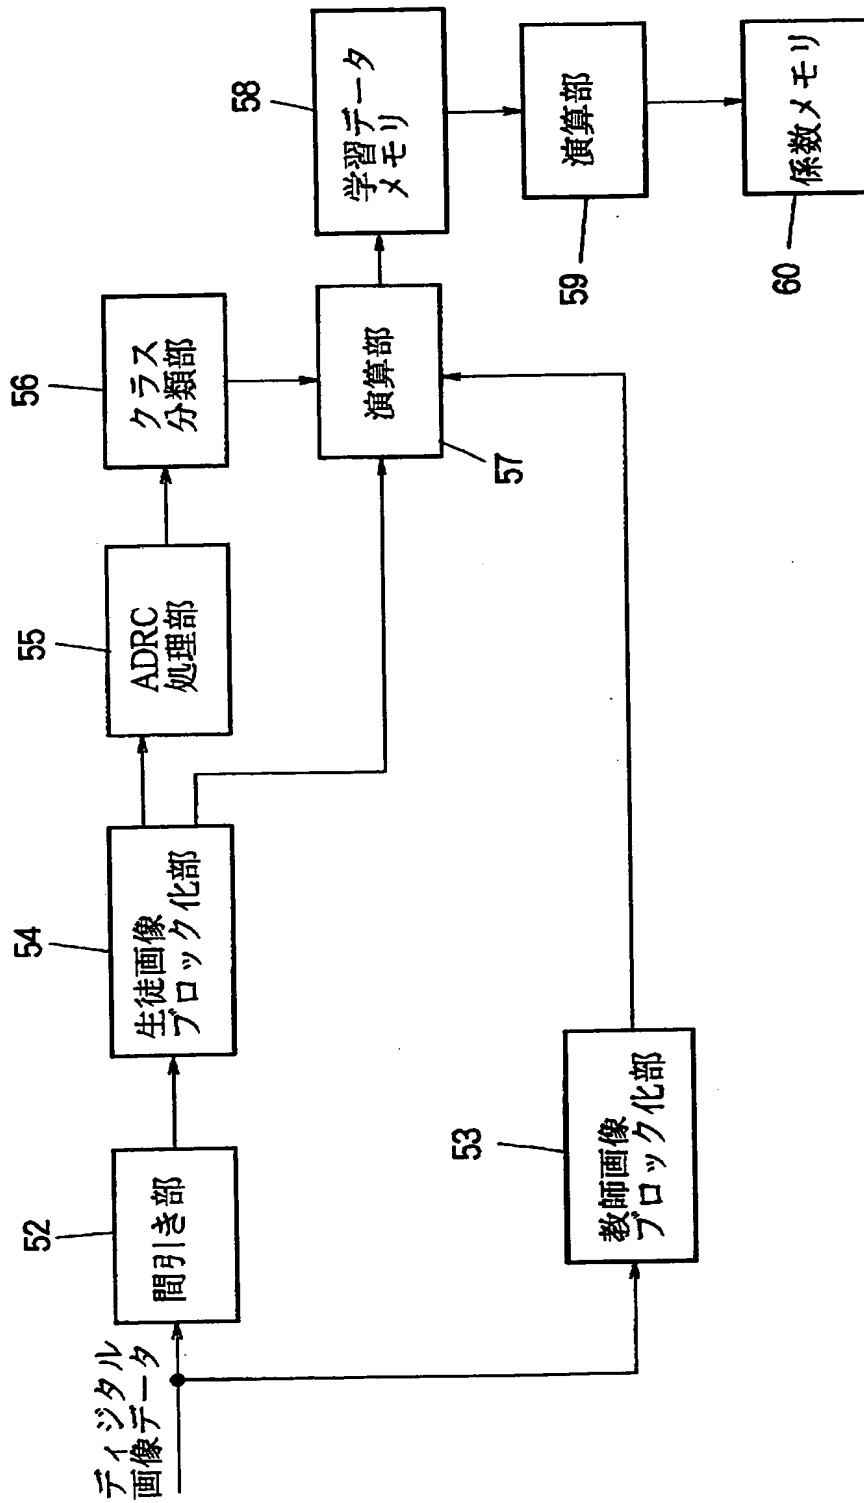 ディジタル
画像データ
52
間引き部
54
生徒画像
ブロック化部
55
ADRC
処理部
56
クラス
分類部
53
教師画像
ブロック化部
57
演算部
58
学習データ
メモリ
59
演算部
60
係数メモリ